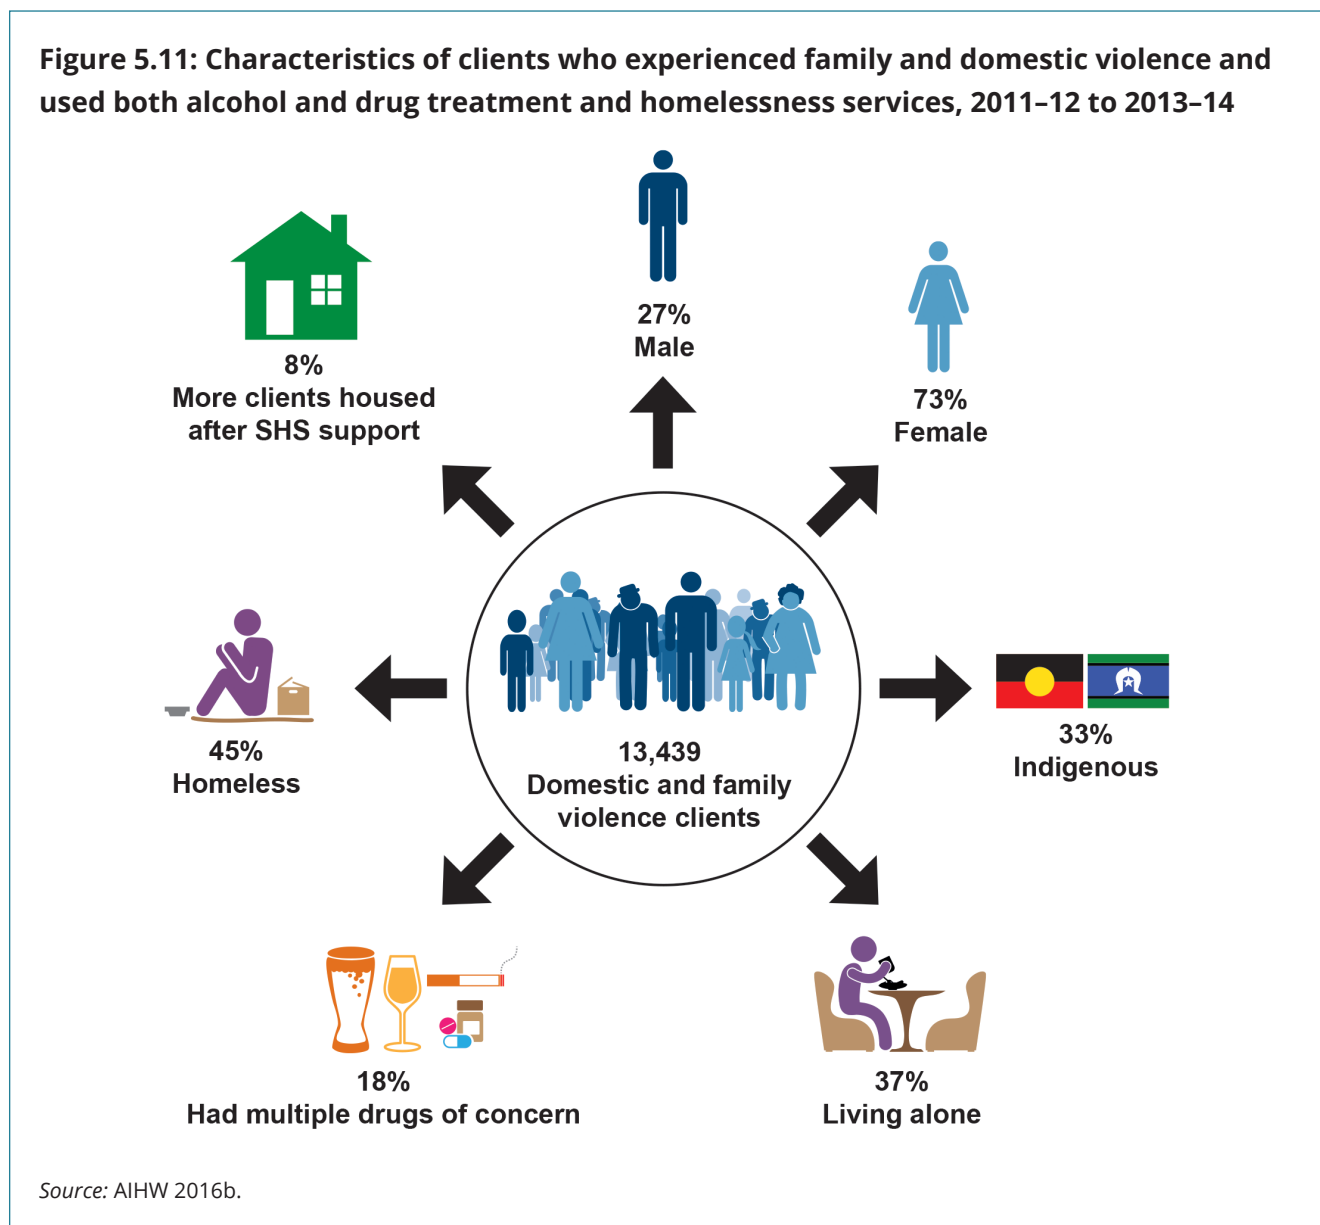 Figure 5.11: Characteristics of clients who experienced family and domestic violence and
used both alcohol and drug treatment and homelessness services, 2011–12 to 2013–14
27%
Male
73%
Female
8%
More clients housed
after SHS support
33%
Indigenous
45%
Homeless
13,439
Domestic and family
violence clients
18%
Had multiple drugs of concern
37%
Living alone
Source: AIHW 2016b.